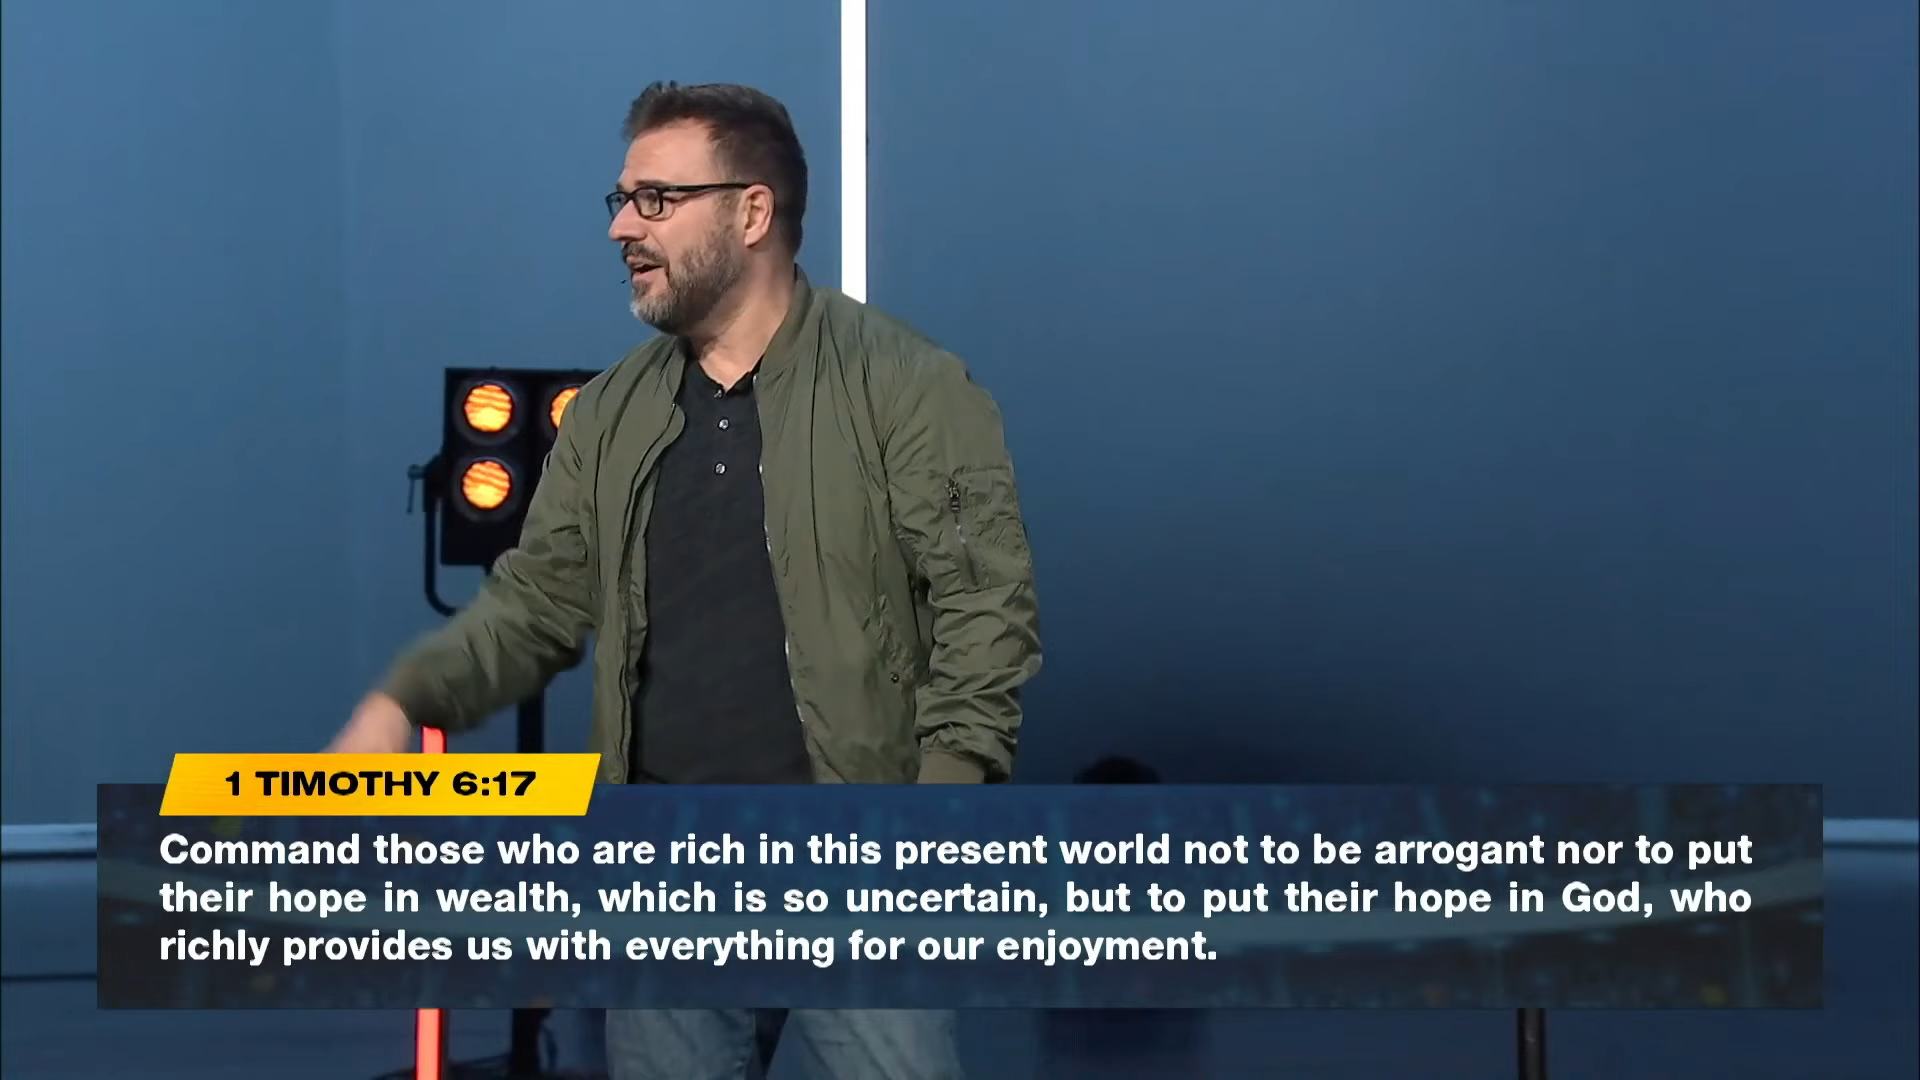 1 TIMOTHY 6:17
Command those who are rich in this present world not to be arrogant nor to put
their hope in wealth, which is so uncertain, but to put their hope in God, who
richly provides us with everything for our enjoyment.